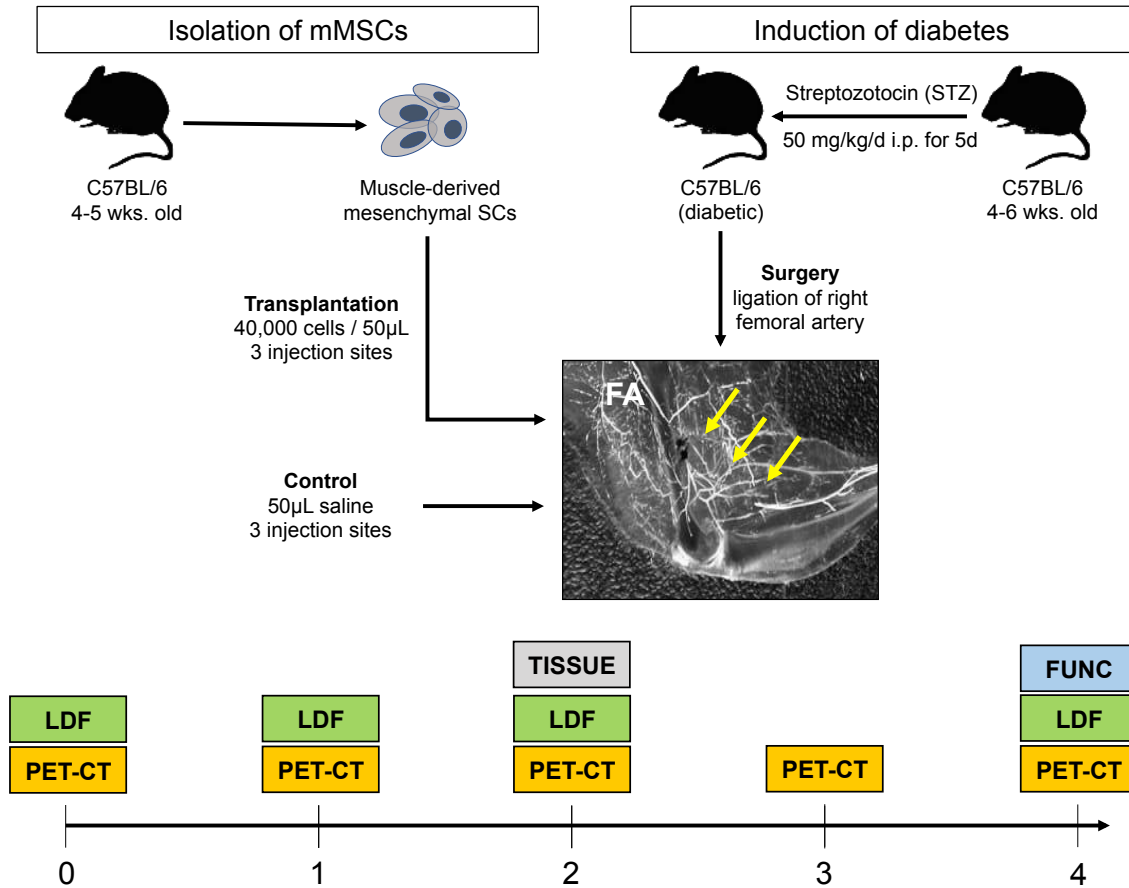 Isolation of mMSCs
Induction of diabetes
Streptozotocin (STZ)
50 mg/kg/d i.p. for 5d
C57BL/6
4-5 wks. old
Muscle-derived
mesenchymal SCs
C57BL/6
(diabetic)
C57BL/6
4-6 wks. old
Transplantation
40,000 cells / 50µL
3 injection sites
Surgery
ligation of right
femoral artery
FA
Control
50µL saline
3 injection sites
TISSUE
FUNC
LDF
LDF
LDF
LDF
PET-CT
PET-CT
PET-CT
PET-CT
PET-CT
0
1
2
3
4